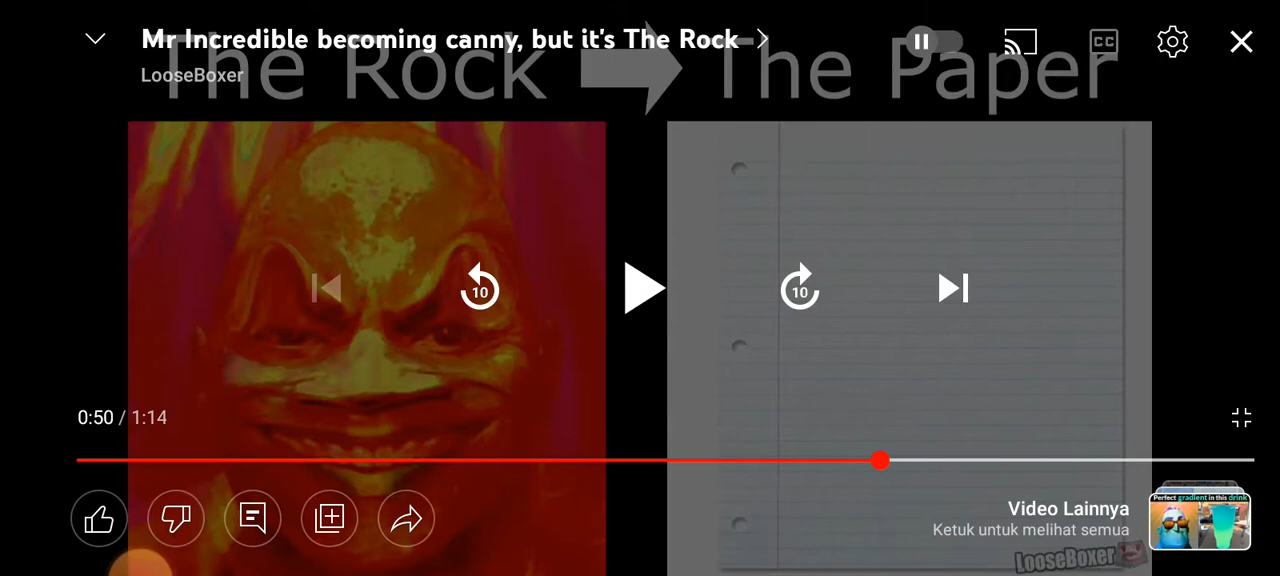 Mr Incredible becoming canny, but it's The Rock
LooseBoxer
The Rock The Paper
CC
10
10
0:50 / 1:14
Video Lainnya
Ketuk untuk melihat semua
Perfect gradient in this drink
LooseBoxer